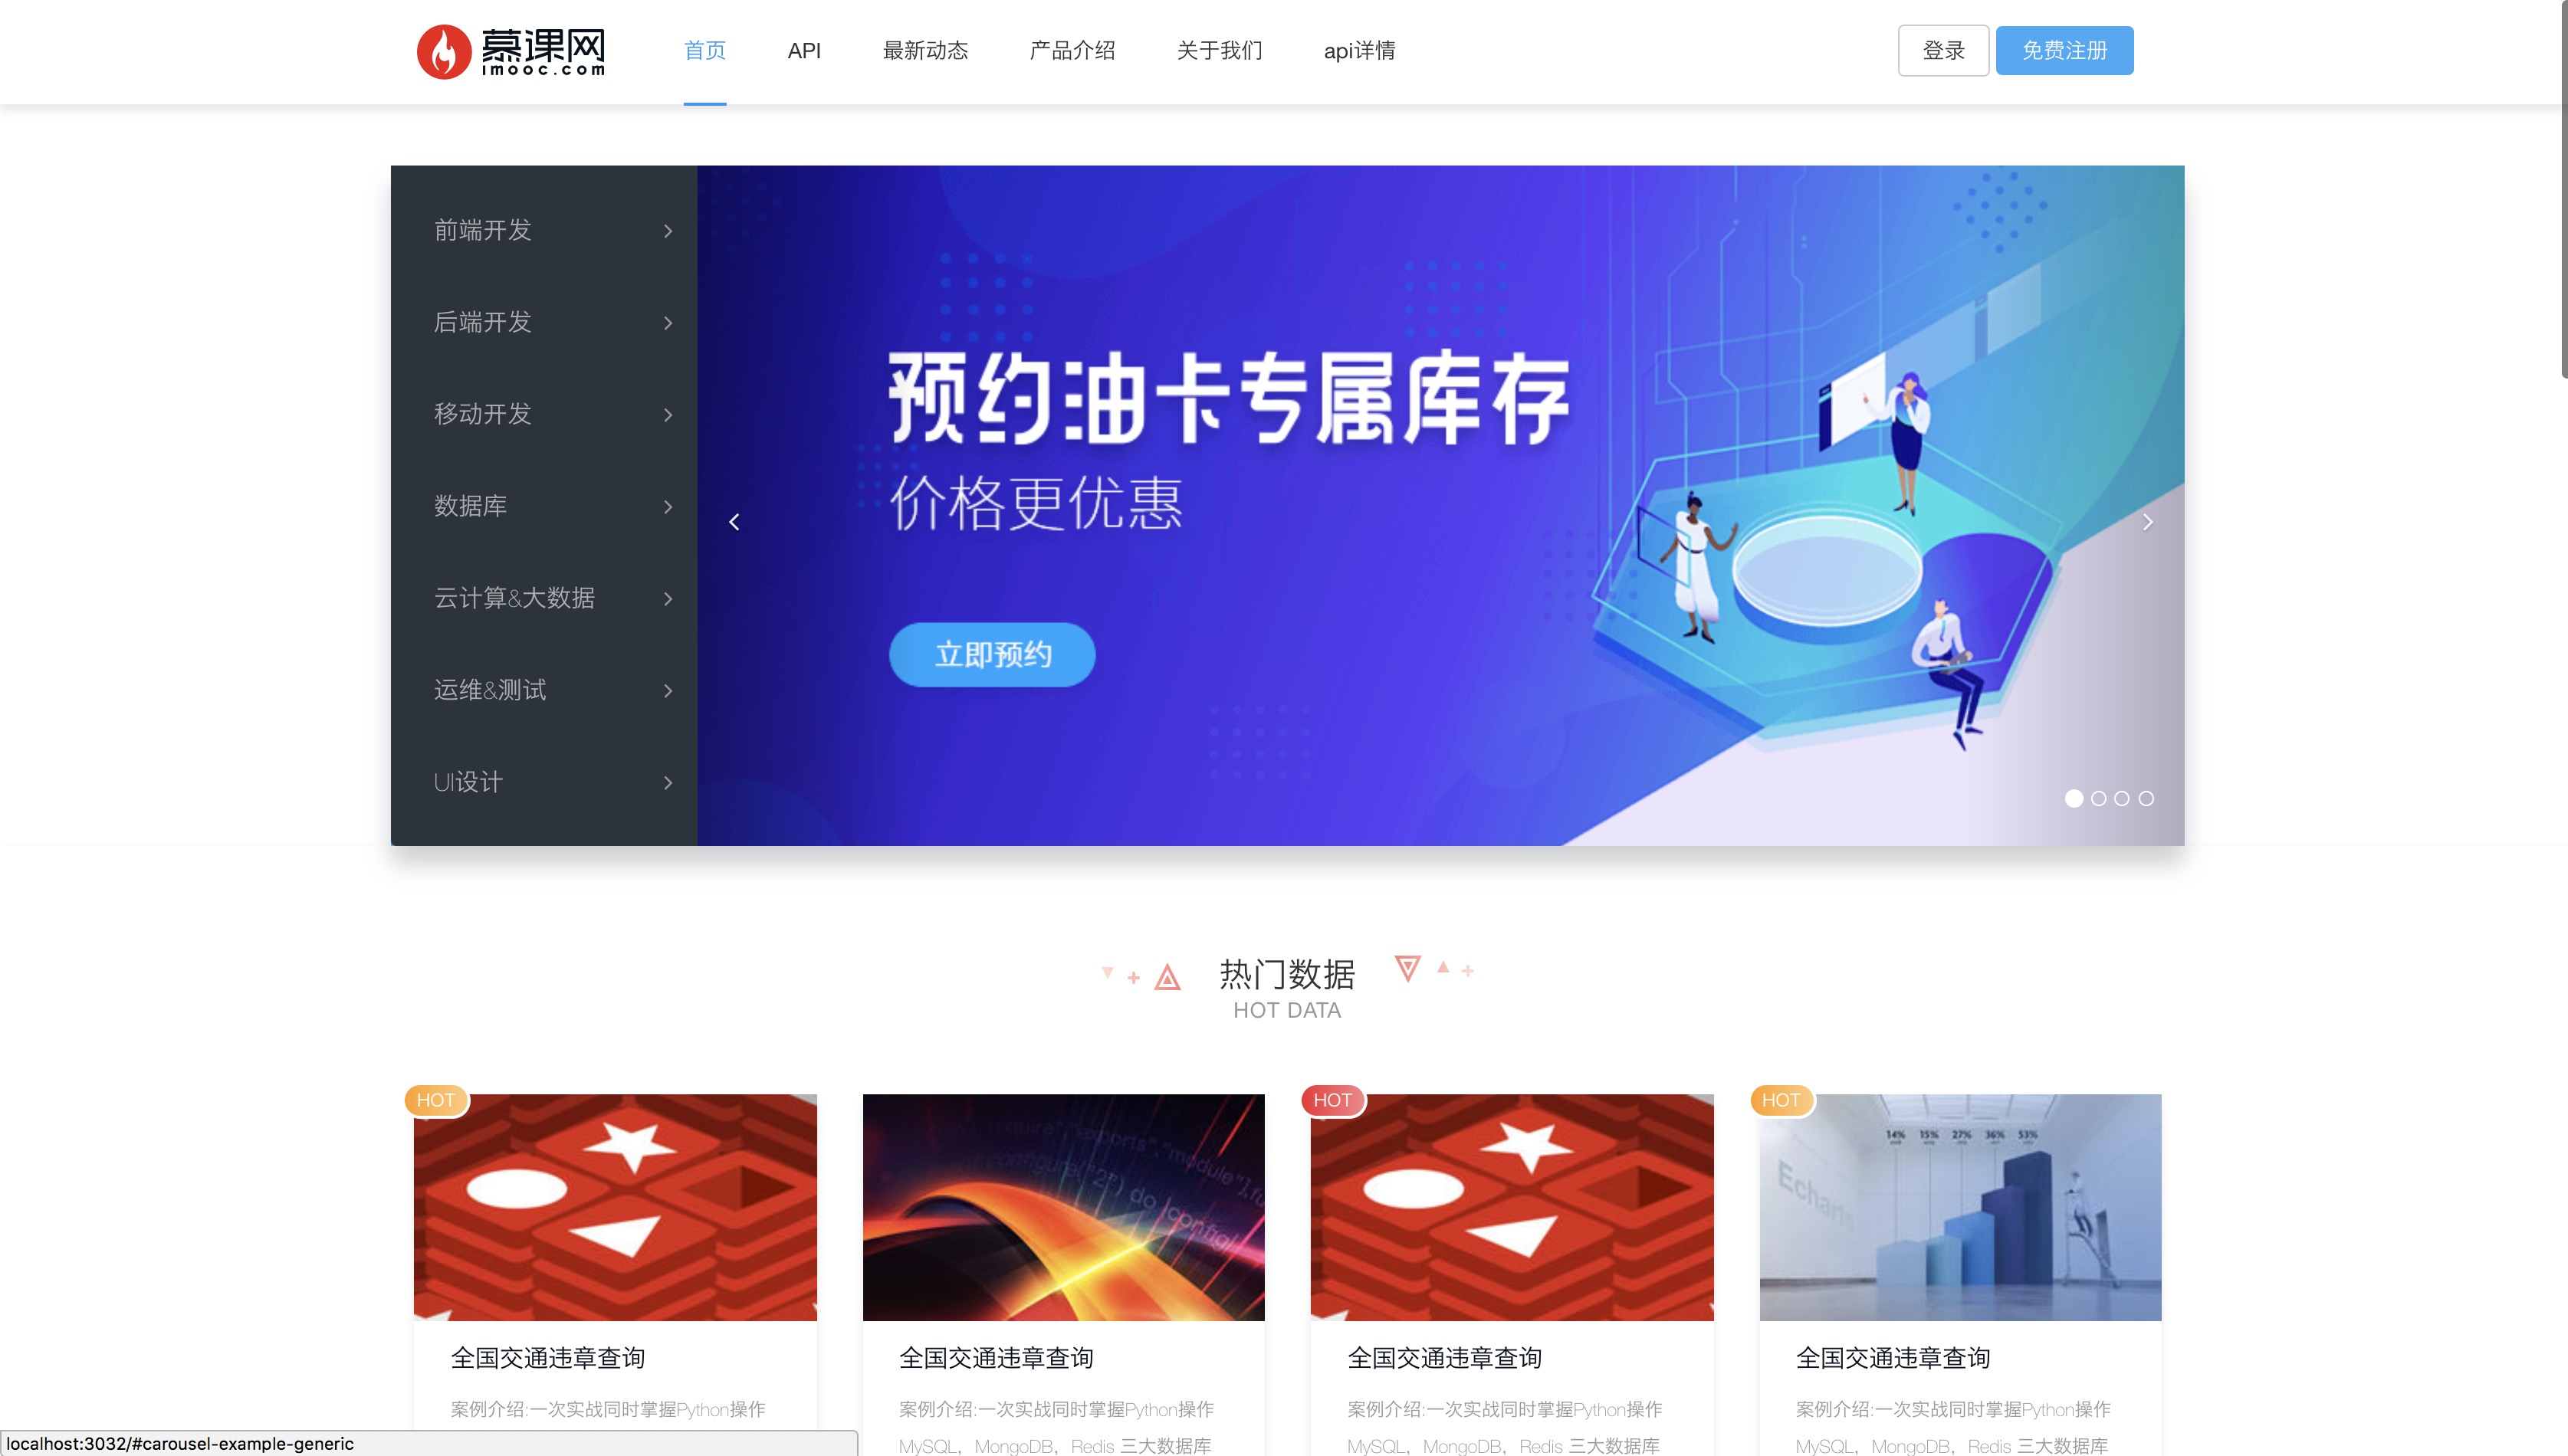 慕课网
imooc.com
首页
API
最新动态
产品介绍
关于我们
api详情
登录
免费注册
前端开发
后端开发
移动开发
数据库
云计算&大数据
运维&测试
UI设计
预约油卡专属库存
价格更优惠
立即预约
热门数据
HOT DATA
HOT
全国交通违章查询
案例介绍:一次实战同时掌握Python操作
全国交通违章查询
案例介绍:一次实战同时掌握Python操作
MySQL，MongoDB，Redis 三大数据库
HOT
全国交通违章查询
案例介绍:一次实战同时掌握Python操作
MySQL，MongoDB，Redis 三大数据库
HOT
14% 15% 27% 36% 53%
Echarts
全国交通违章查询
案例介绍:一次实战同时掌握Python操作
MySQL，MongoDB，Redis 三大数据库
localhost:3032/#carousel-example-generic